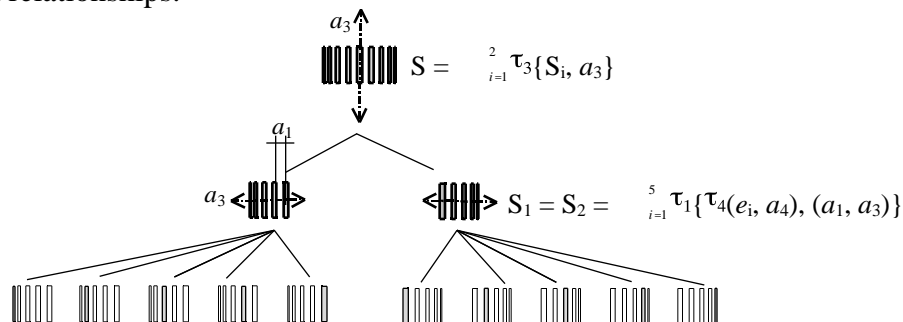 relationships.
a₃
S = ²ᵢ₌₁τ₃{Sᵢ, a₃}
a₁
a₃
S₁ = S₂ = ⁵ᵢ₌₁τ₁{τ₄(eᵢ, a₄), (a₁, a₃)}